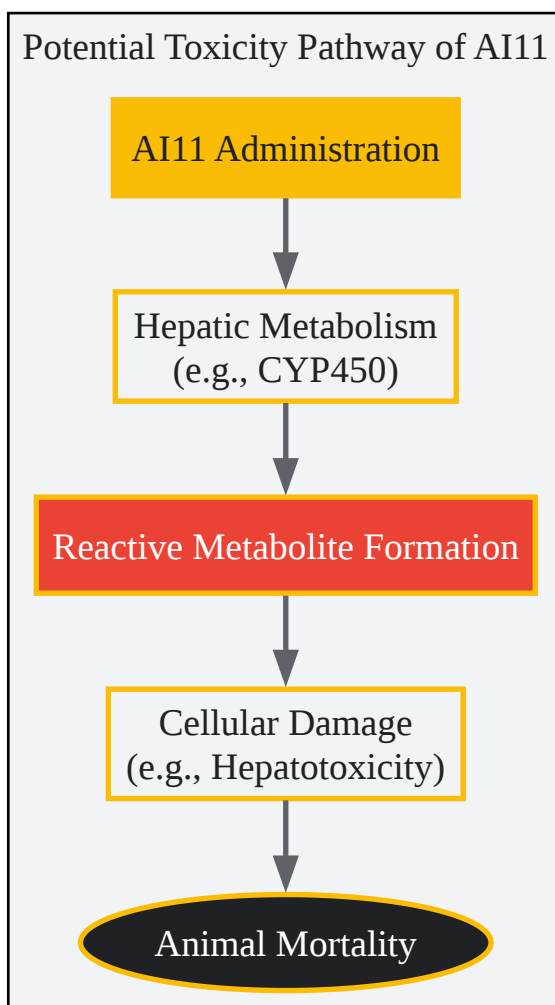 Potential Toxicity Pathway of AI11
AI11 Administration
Hepatic Metabolism
(e.g., CYP450)
Reactive Metabolite Formation
Cellular Damage
(e.g., Hepatotoxicity)
Animal Mortality